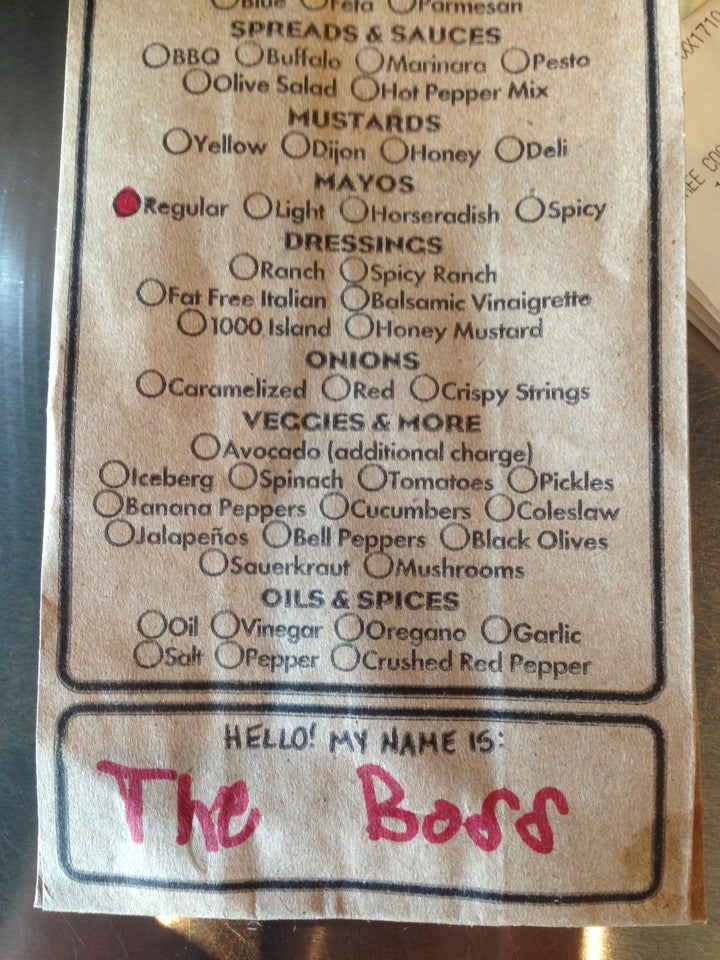 Blue Feta Parmesan
SPREADS & SAUCES
BBQ Buffalo Marinara Pesto
Olive Salad Hot Pepper Mix
MUSTARDS
Yellow Dijon Honey Deli
MAYOS
Regular Light Horseradish Spicy
DRESSINGS
Ranch Spicy Ranch
Fat Free Italian Balsamic Vinaigrette
1000 Island Honey Mustard
ONIONS
Caramelized Red Crispy Strings
VEGGIES & MORE
Avocado (additional charge)
Iceberg Spinach Tomatoes Pickles
Banana Peppers Cucumbers Coleslaw
Jalapeños Bell Peppers Black Olives
Sauerkraut Mushrooms
OILS & SPICES
Oil Vinegar Oregano Garlic
Salt Pepper Crushed Red Pepper
HELLO! MY NAME IS:
The Boss